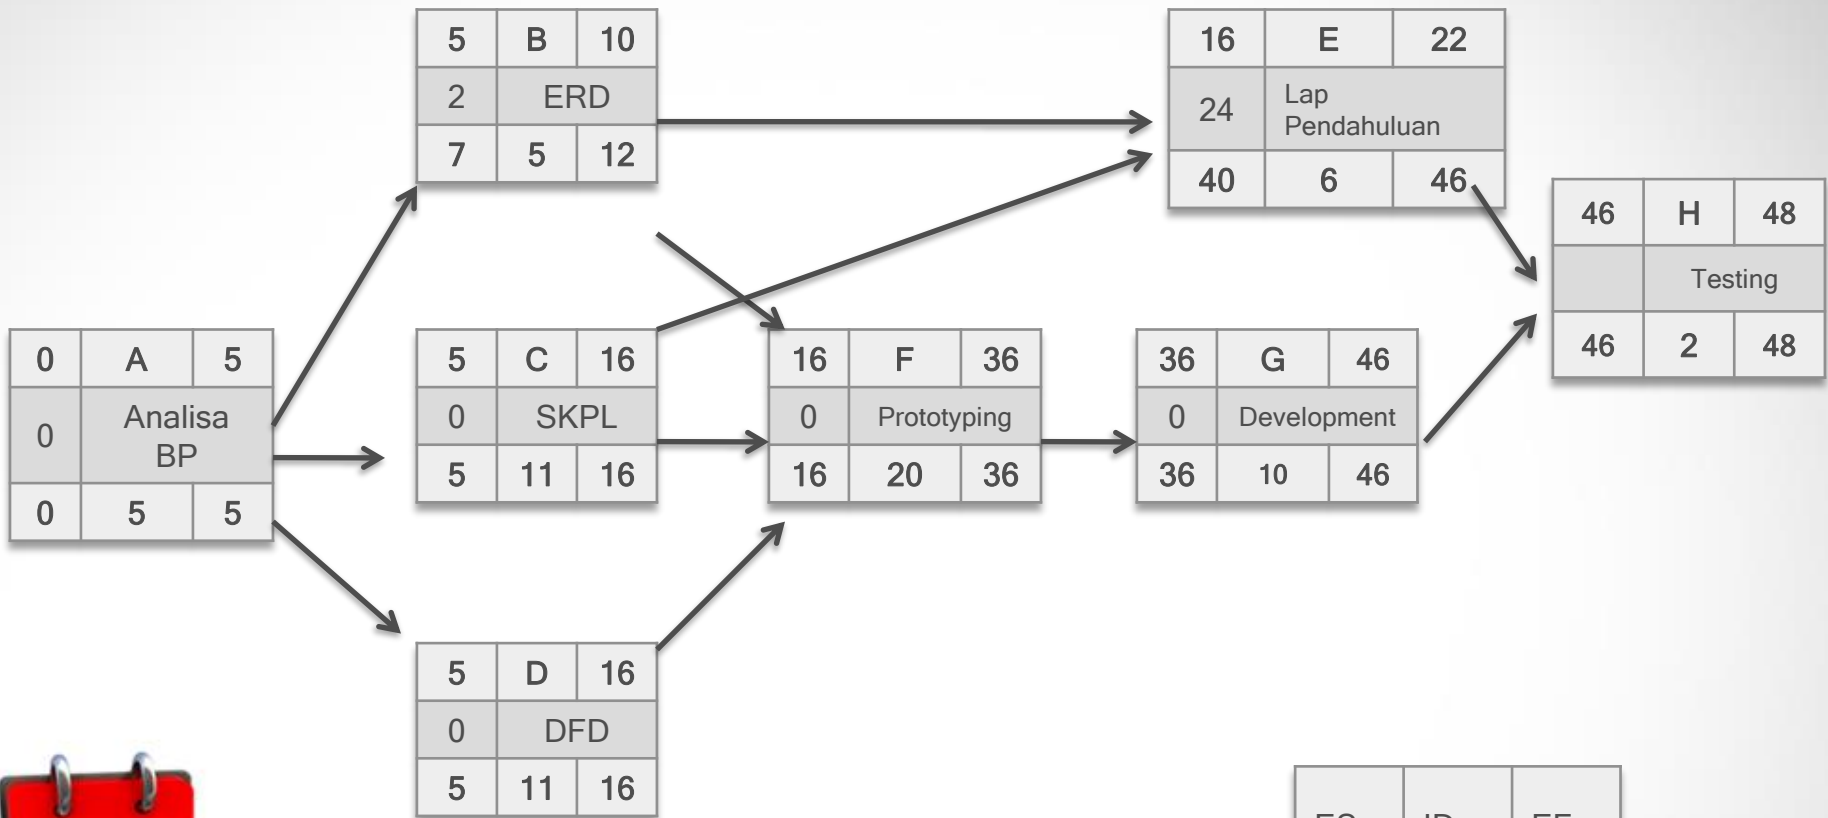 5 B 10
2 ERD
7 5 12
16 E 22
24 Lap
Pendahuluan
40 6 46
46 H 48
Testing
46 2 48
0 A 5
0 Analisa
BP
0 5 5
5 C 16
0 SKPL
5 11 16
16 F 36
0 Prototyping
16 20 36
36 G 46
0 Development
36 10 46
5 D 16
0 DFD
5 11 16